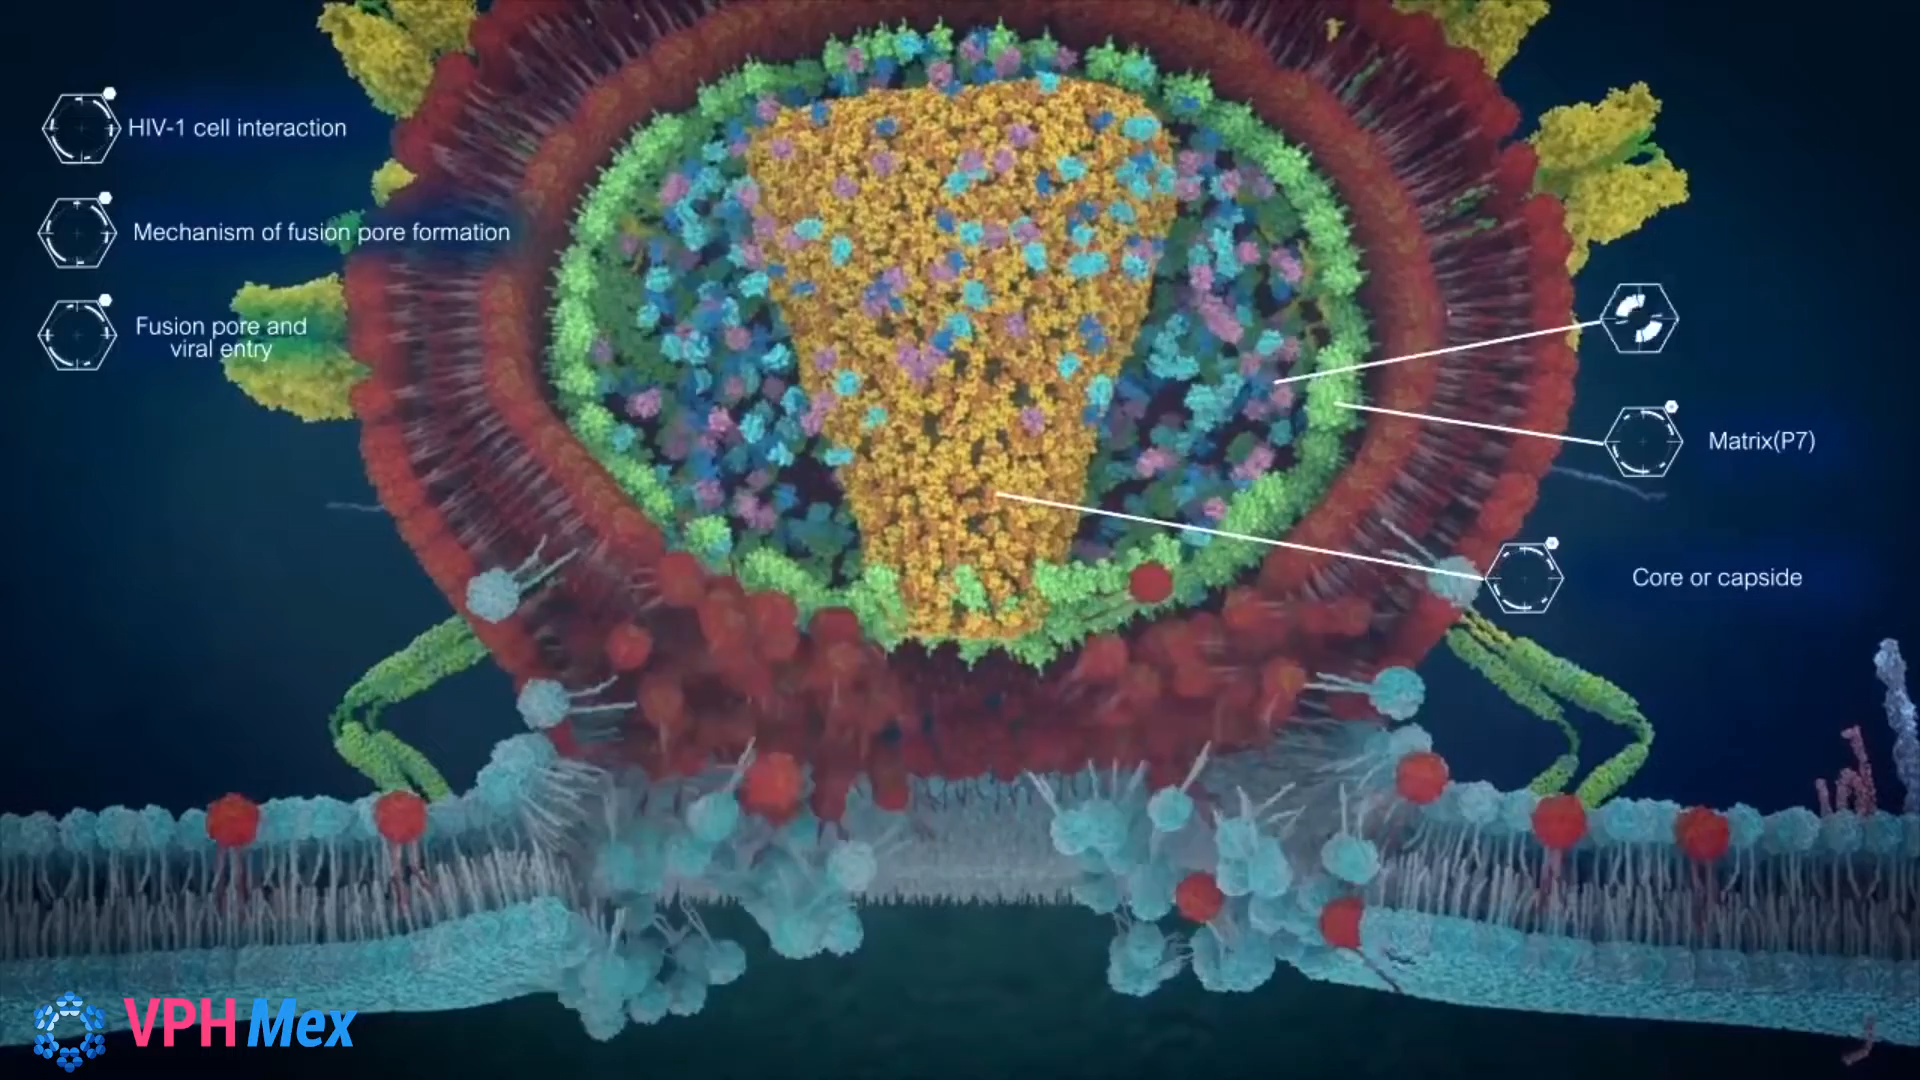 HIV-1 cell interaction
Mechanism of fusion pore formation
Fusion pore and
viral entry
Matrix(P7)
Core or capside
VPH Mex